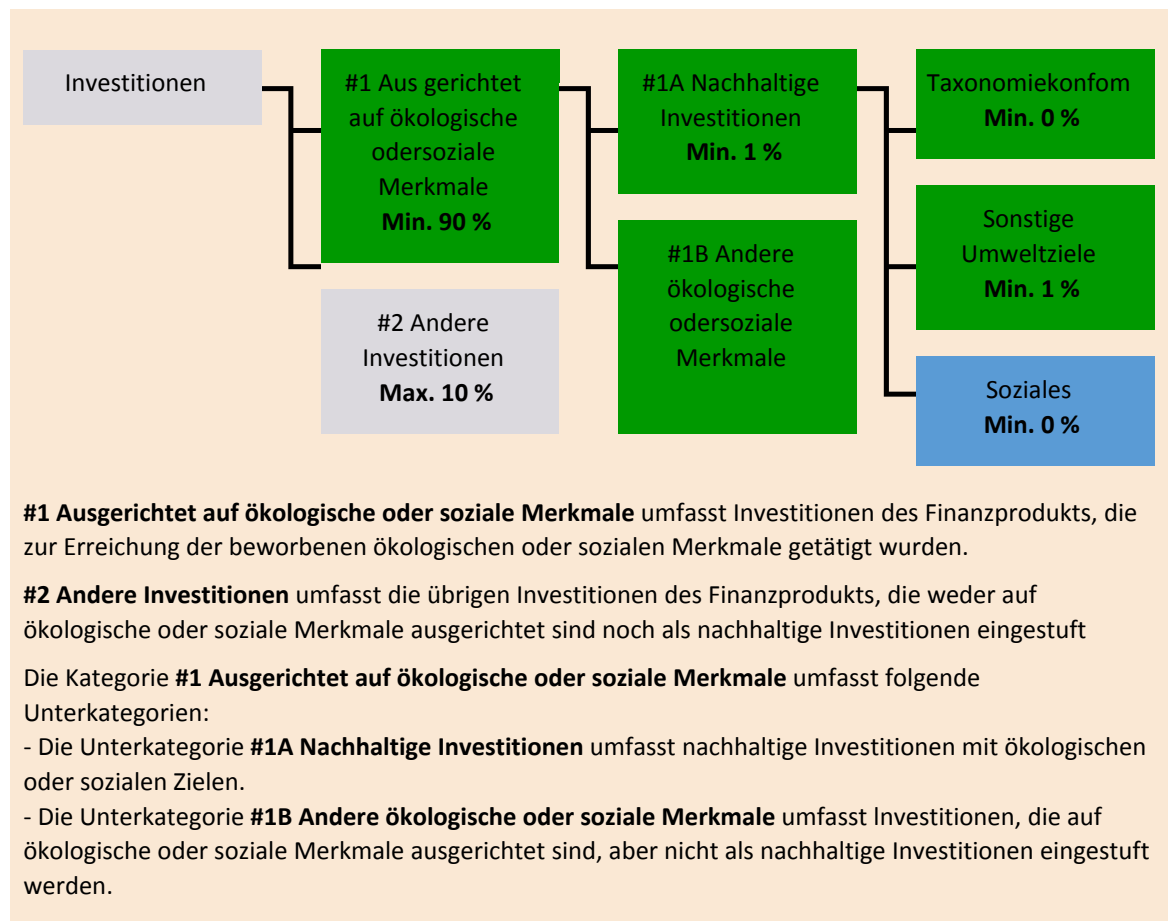 Investitionen
#1 Aus gerichtet
auf ökologische
odersoziale
Merkmale
Min. 90 %
#2 Andere
Investitionen
Max. 10 %
#1A Nachhaltige
Investitionen
Min. 1 %
#1B Andere
ökologische
odersoziale
Merkmale
Taxonomiekonfom
Min. 0 %
Sonstige
Umweltziele
Min. 1 %
Soziales
Min. 0 %
#1 Ausgerichtet auf ökologische oder soziale Merkmale umfasst Investitionen des Finanzprodukts, die
zur Erreichung der beworbenen ökologischen oder sozialen Merkmale getätigt wurden.
#2 Andere Investitionen umfasst die übrigen Investitionen des Finanzprodukts, die weder auf
ökologische oder soziale Merkmale ausgerichtet sind noch als nachhaltige Investitionen eingestuft
Die Kategorie #1 Ausgerichtet auf ökologische oder soziale Merkmale umfasst folgende
Unterkategorien:
- Die Unterkategorie #1A Nachhaltige Investitionen umfasst nachhaltige Investitionen mit ökologischen
oder sozialen Zielen.
- Die Unterkategorie #1B Andere ökologische oder soziale Merkmale umfasst lnvestitionen, die auf
ökologische oder soziale Merkmale ausgerichtet sind, aber nicht als nachhaltige Investitionen eingestuft
werden.